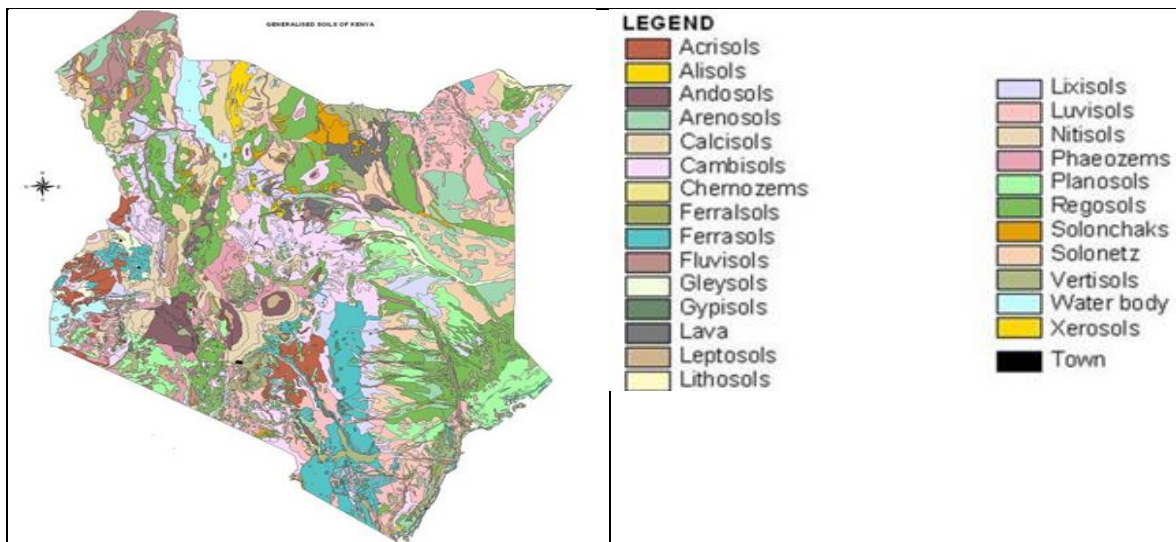 GENERALISED SOILS OF KENYA
LEGEND
Acrisols
Alisols
Andosols
Arenosols
Calcisols
Cambisols
Chernozems
Ferralsols
Ferrasols
Fluvisols
Gleysols
Gypisols
Lava
Leptosols
Lithosols
Lixisols
Luvisols
Nitisols
Phaeozems
Planosols
Regosols
Solonchaks
Solonetz
Vertisols
Water body
Xerosols
Town